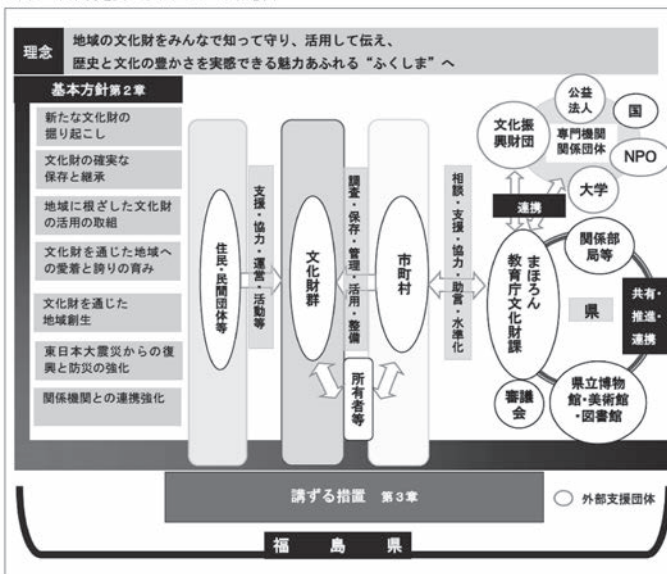 理念
地域の文化財をみんなで知って守り、活用して伝え、
歴史と文化の豊かさを実感できる魅力あふれる“ふくしま”へ
基本方針第2章
新たな文化財の
掘り起こし
文化財の確実な
保存と継承
地域に根ざした文化財
の活用の取組
文化財を通じた地域へ
の愛着と誇りの育み
文化財を通じた
地域創生
東日本大震災からの復
興と防災の強化
関係機関との連携強化
住民・民間団体等
支援・協力・運営・活動等
文化財群
調査・保存・管理・活用・整備
所有者等
市町村
相談・支援・協力・助言・水準化
文化振
興財団
公益
法人
国
専門機関
関係団体
NPO
大学
連携
まほろん
教育庁文化財課
関係部
局等
県
共有・
推進・
連携
審議
会
県立博物
館・美術館
・図書館
講ずる措置 第3章
外部支援団体
福島県